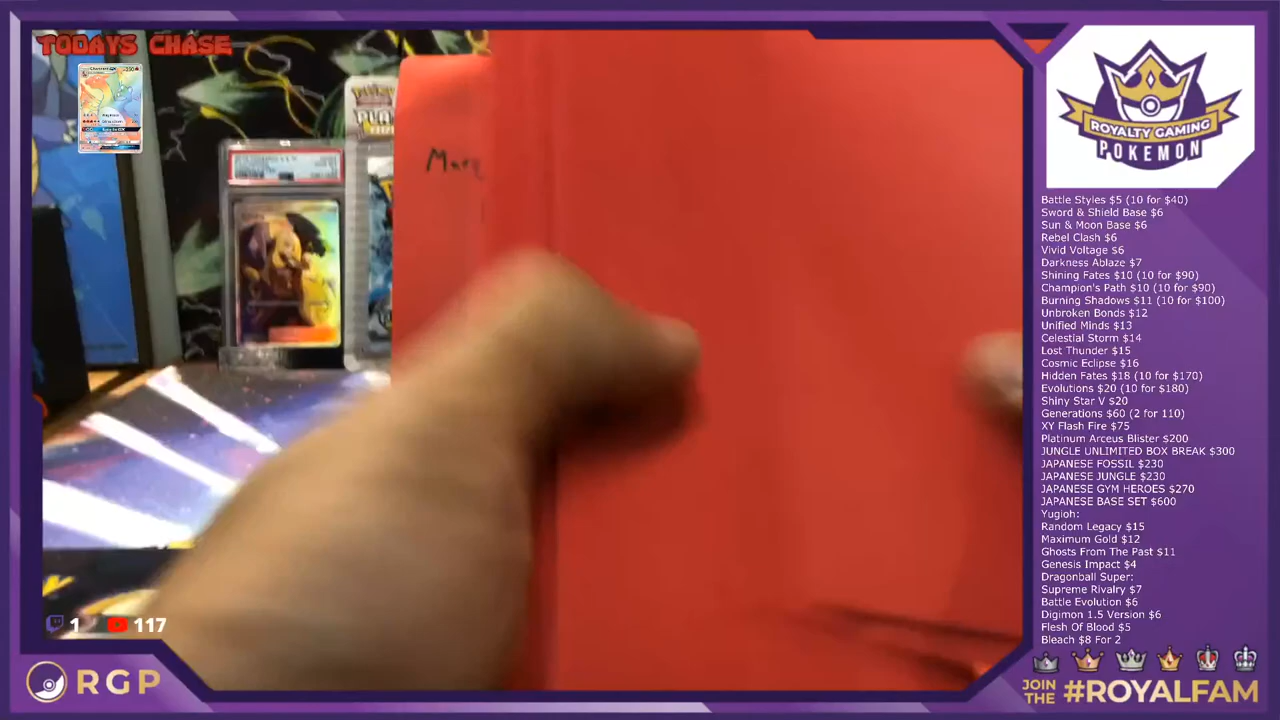 TODAYS CHASE
ROYALTY GAMING
POKEMON
Battle Styles $5 (10 for $40)
Sword & Shield Base $6
Sun & Moon Base $6
Rebel Clash $6
Vivid Voltage $6
Darkness Ablaze $7
Shining Fates $10 (10 for $90)
Champion's Path $10 (10 for $90)
Burning Shadows $11 (10 for $100)
Unbroken Bonds $12
Unified Minds $13
Celestial Storm $14
Lost Thunder $15
Cosmic Eclipse $16
Hidden Fates $18 (10 for $170)
Evolutions $20 (10 for $180)
Shiny Star V $20
Generations $60 (2 for 110)
XY Flash Fire $75
Platinum Arceus Blister $200
JUNGLE UNLIMITED BOX BREAK $300
JAPANESE FOSSIL $230
JAPANESE JUNGLE $230
JAPANESE GYM HEROES $270
JAPANESE BASE SET $600
Yugioh:
Random Legacy $15
Maximum Gold $12
Ghosts From The Past $11
Genesis Impact $4
Dragonball Super:
Supreme Rivalry $7
Battle Evolution $6
Digimon 1.5 Version $6
Flesh Of Blood $5
Bleach $8 For 2
1 117
RGP
JOIN THE #ROYALFAM